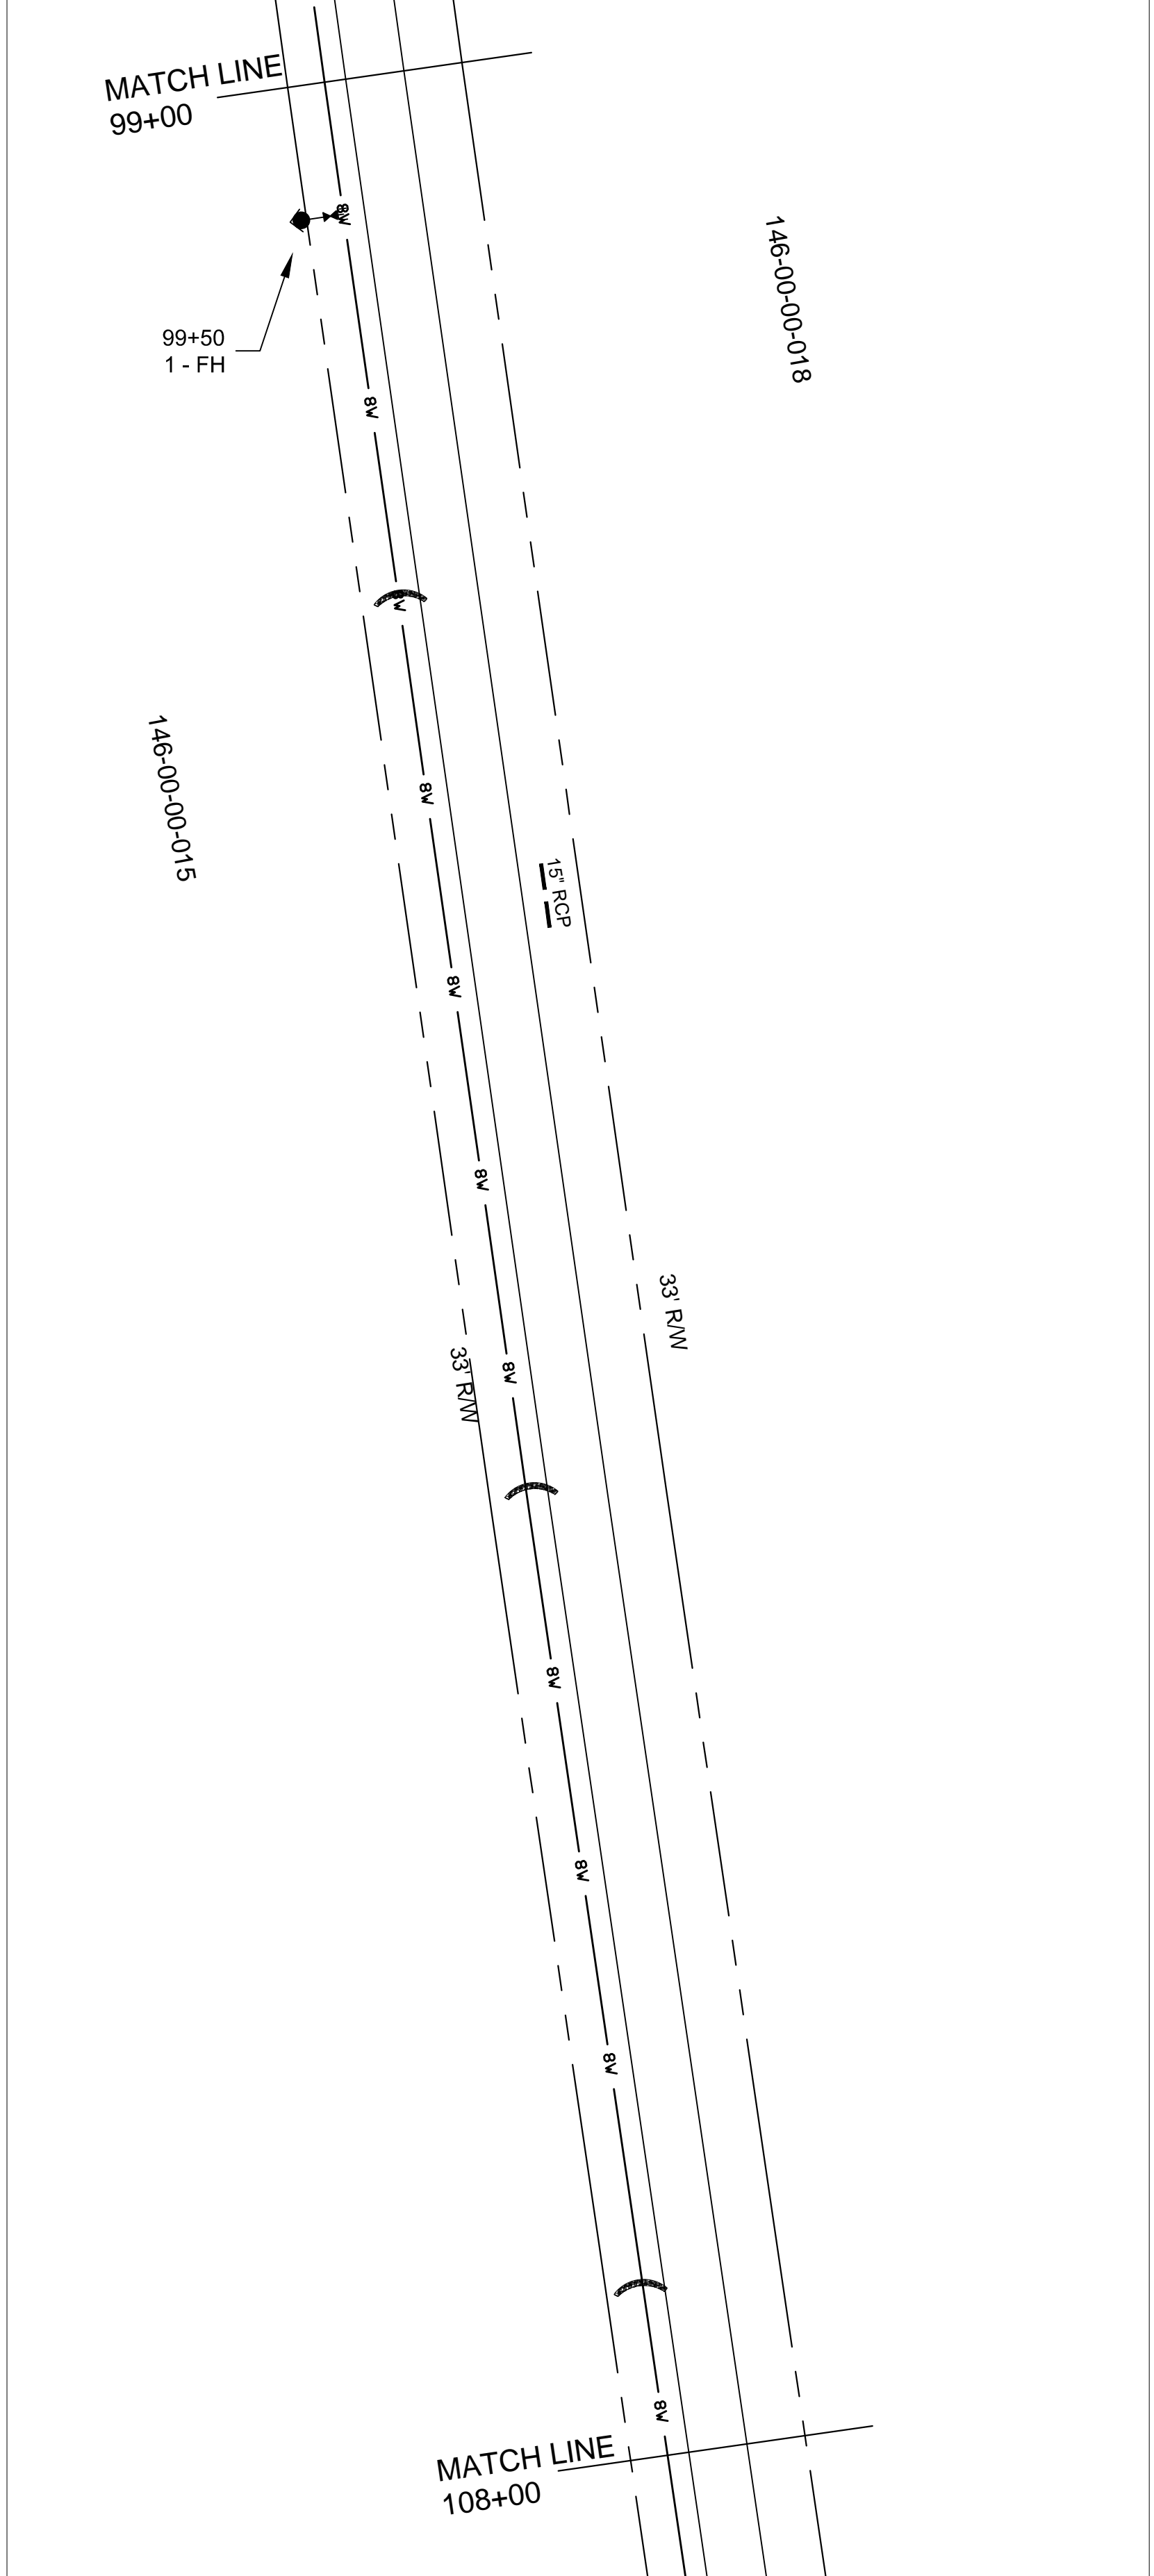 MATCH LINE
99+00
8W
146-00-00-018
99+50
1 - FH
8W
8W
146-00-00-015
8W
15" RCP
8W
8W
33' R/W
33' R/W
8W
8W
8W
8W
8W
MATCH LINE
108+00